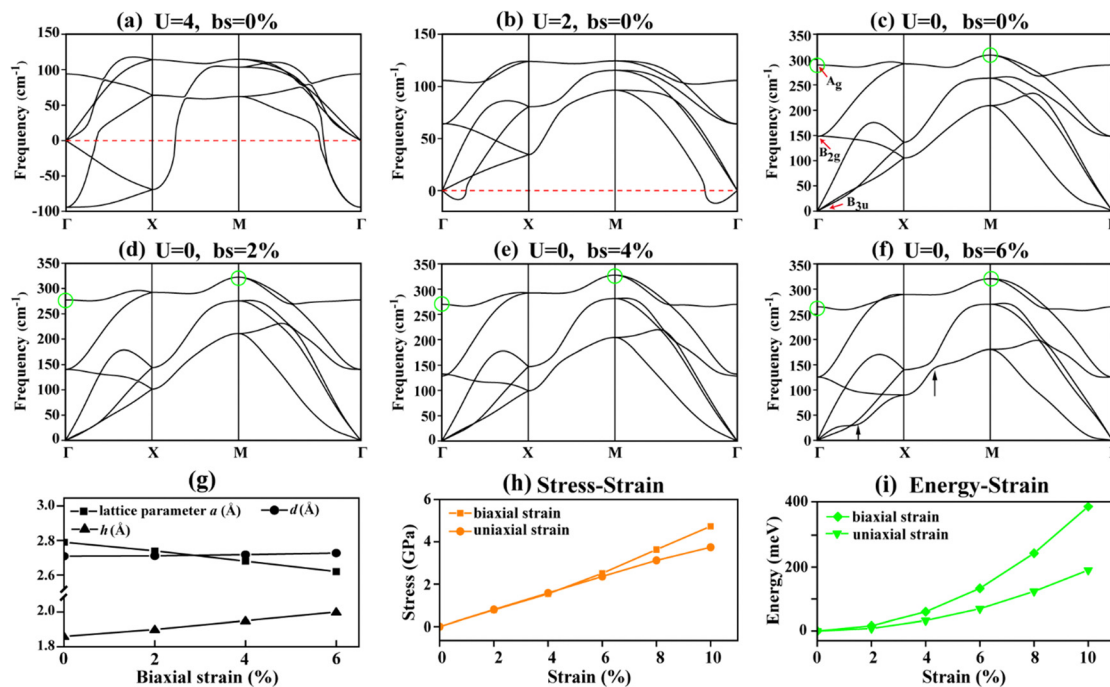 (a) U=4, bs=0%
Frequency (cm⁻¹)
150
100
50
0
-50
-100
Γ X M Γ
(b) U=2, bs=0%
Frequency (cm⁻¹)
150
100
50
0
Γ X M Γ
(c) U=0, bs=0%
Frequency (cm⁻¹)
350
300
250
200
150
100
50
0
A_g
B_2g
B_3u
Γ X M Γ
(d) U=0, bs=2%
Frequency (cm⁻¹)
350
300
250
200
150
100
50
0
Γ X M Γ
(e) U=0, bs=4%
Frequency (cm⁻¹)
350
300
250
200
150
100
50
0
Γ X M Γ
(f) U=0, bs=6%
Frequency (cm⁻¹)
350
300
250
200
150
100
50
0
Γ X M
(g)
lattice parameter a (Å) d (Å)
h (Å)
3.0
2.8
2.6
2.0
1.8
0 2 4 6
Biaxial strain (%)
(h) Stress-Strain
biaxial strain
uniaxial strain
Stress (GPa)
6
4
2
0
0 2 4 6 8 10
Strain (%)
(i) Energy-Strain
biaxial strain
uniaxial strain
Energy (meV)
400
200
0
0 2 4 6 8 10
Strain (%)